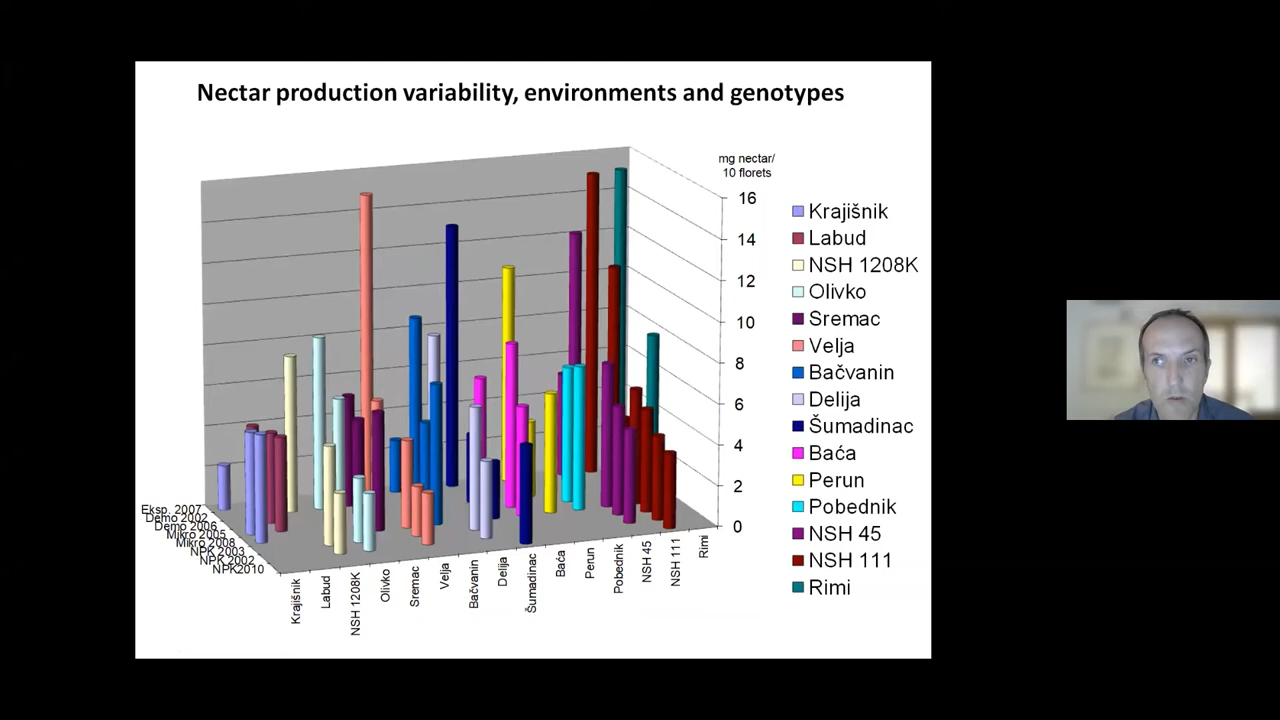 Nectar production variability, environments and genotypes
mg nectar/
10 florets
16
14
12
10
8
6
4
2
0
Krajišnik
Labud
NSH 1208K
Olivko
Sremac
Velja
Bačvanin
Delija
Šumadinac
Baća
Perun
Pobednik
NSH 45
NSH 111
Rimi
Eksp. 2007
Demo 2002
Demo 2006
Mikro 2005
Mikro 2008
NPK 2003
NPK 2002
NPK2010
Krajišnik
Labud
NSH 1208K
Olivko
Sremac
Velja
Bačvanin
Delija
Šumadinac
Baća
Perun
Pobednik
NSH 45
NSH 111
Rimi